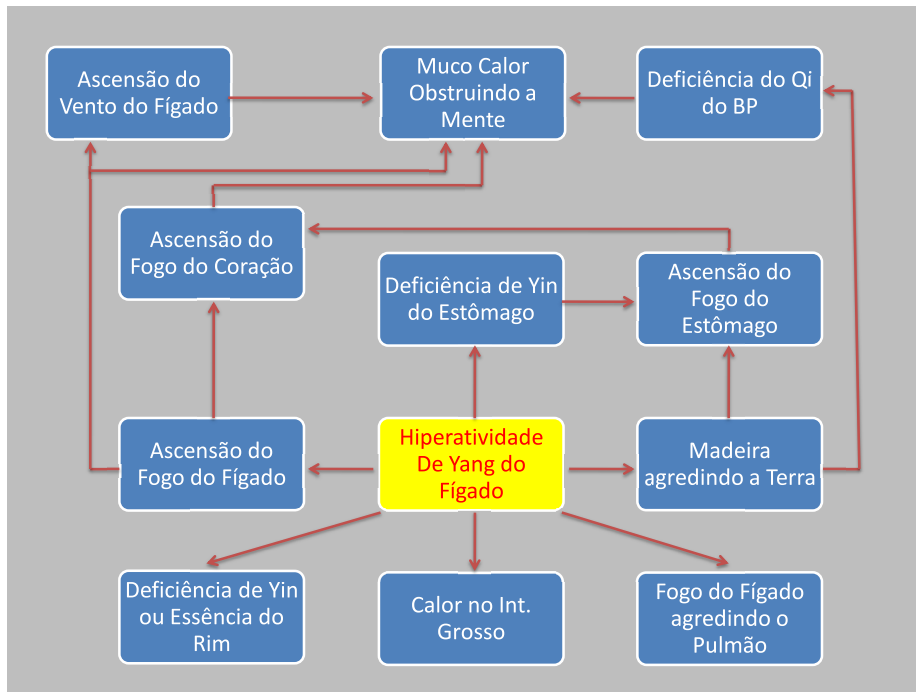 Ascensão do
Vento do Fígado
Muco Calor
Obstruindo a
Mente
Deficiência do Qi
do BP
Ascensão do
Fogo do Coração
Deficiência de Yin
do Estômago
Ascensão do
Fogo do
Estômago
Ascensão do
Fogo do Fígado
Hiperatividade
De Yang do
Fígado
Madeira
agredindo a Terra
Deficiência de Yin
ou Essência do
Rim
Calor no Int.
Grosso
Fogo do Fígado
agredindo o
Pulmão